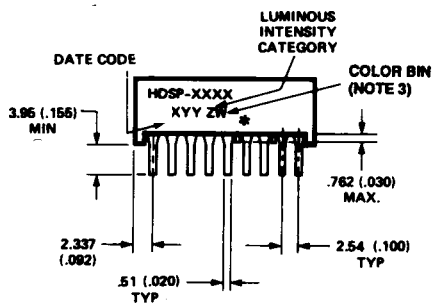 LUMINOUS
INTENSITY
CATEGORY
DATE CODE
COLOR BIN
(NOTE 3)
HDSP-XXXX
XYY ZW
*
3.95 (.155)
MIN
.762 (.030)
MAX.
2.337
(.092)
.51 (.020)
TYP
2.54 (.100)
TYP